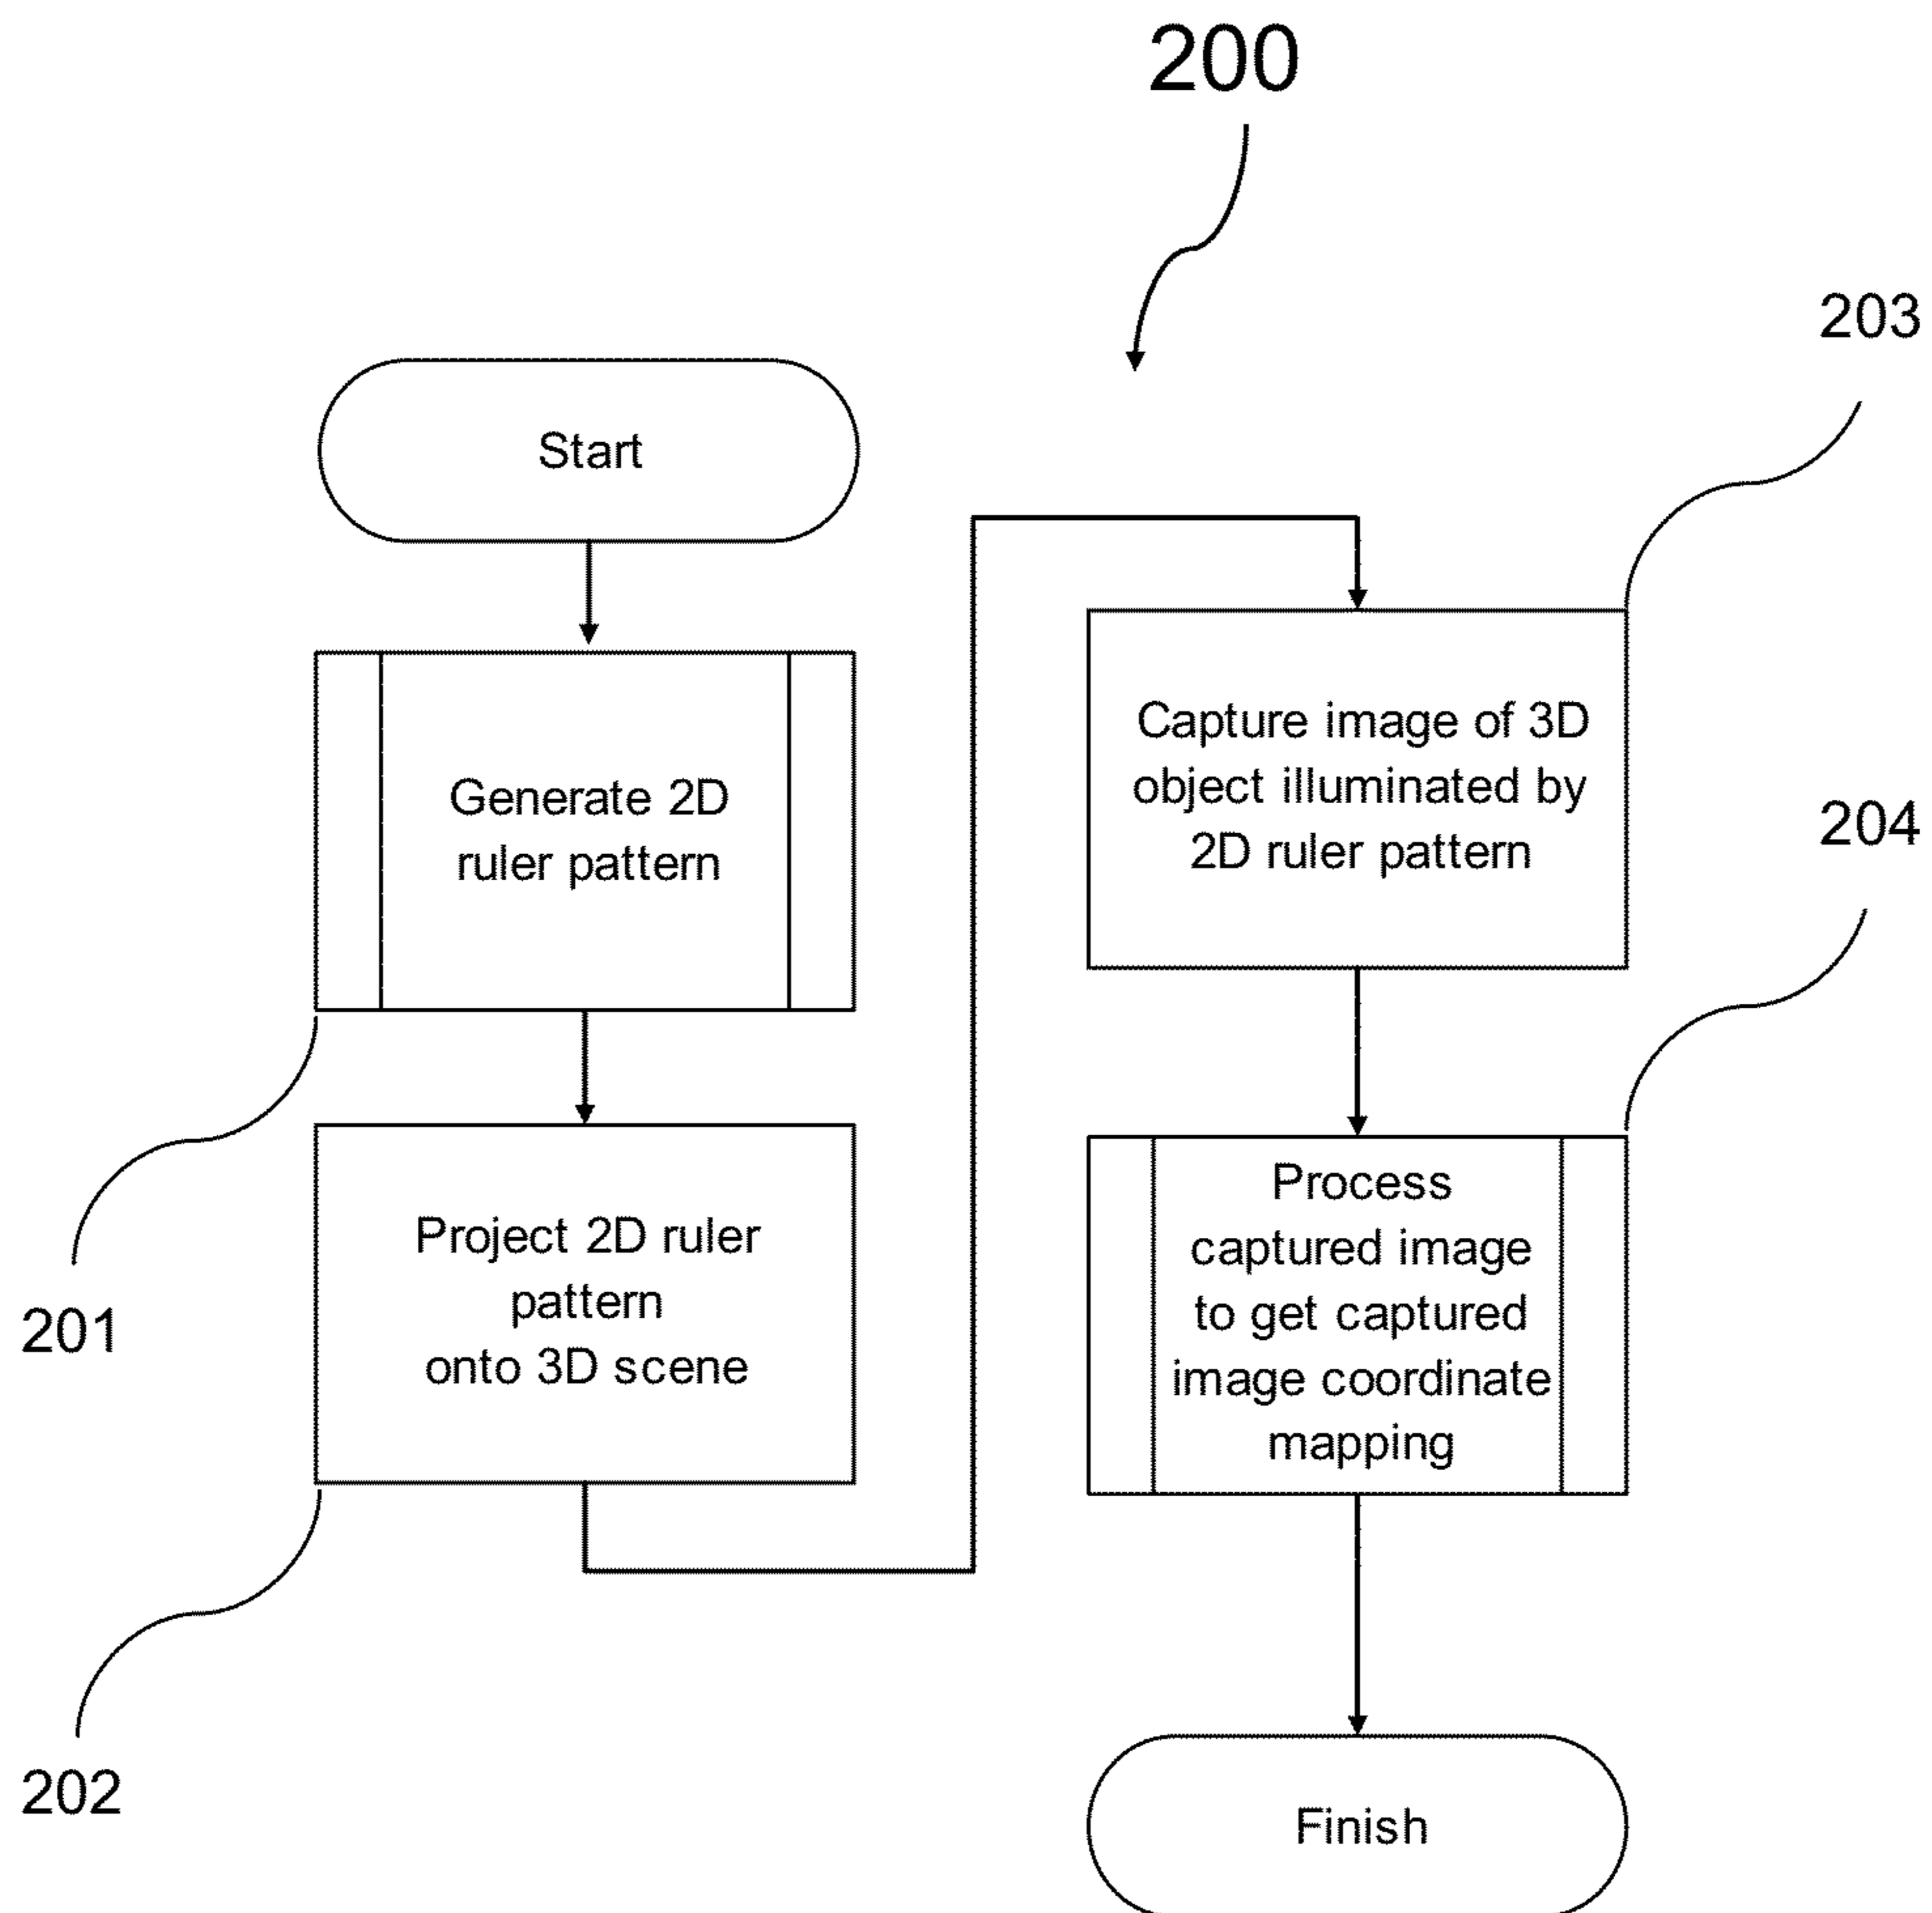 200
Start
Generate 2D
ruler pattern
201
Project 2D ruler
pattern
onto 3D scene
202
203
Capture image of 3D
object illuminated by
2D ruler pattern
204
Process
captured image
to get captured
image coordinate
mapping
Finish